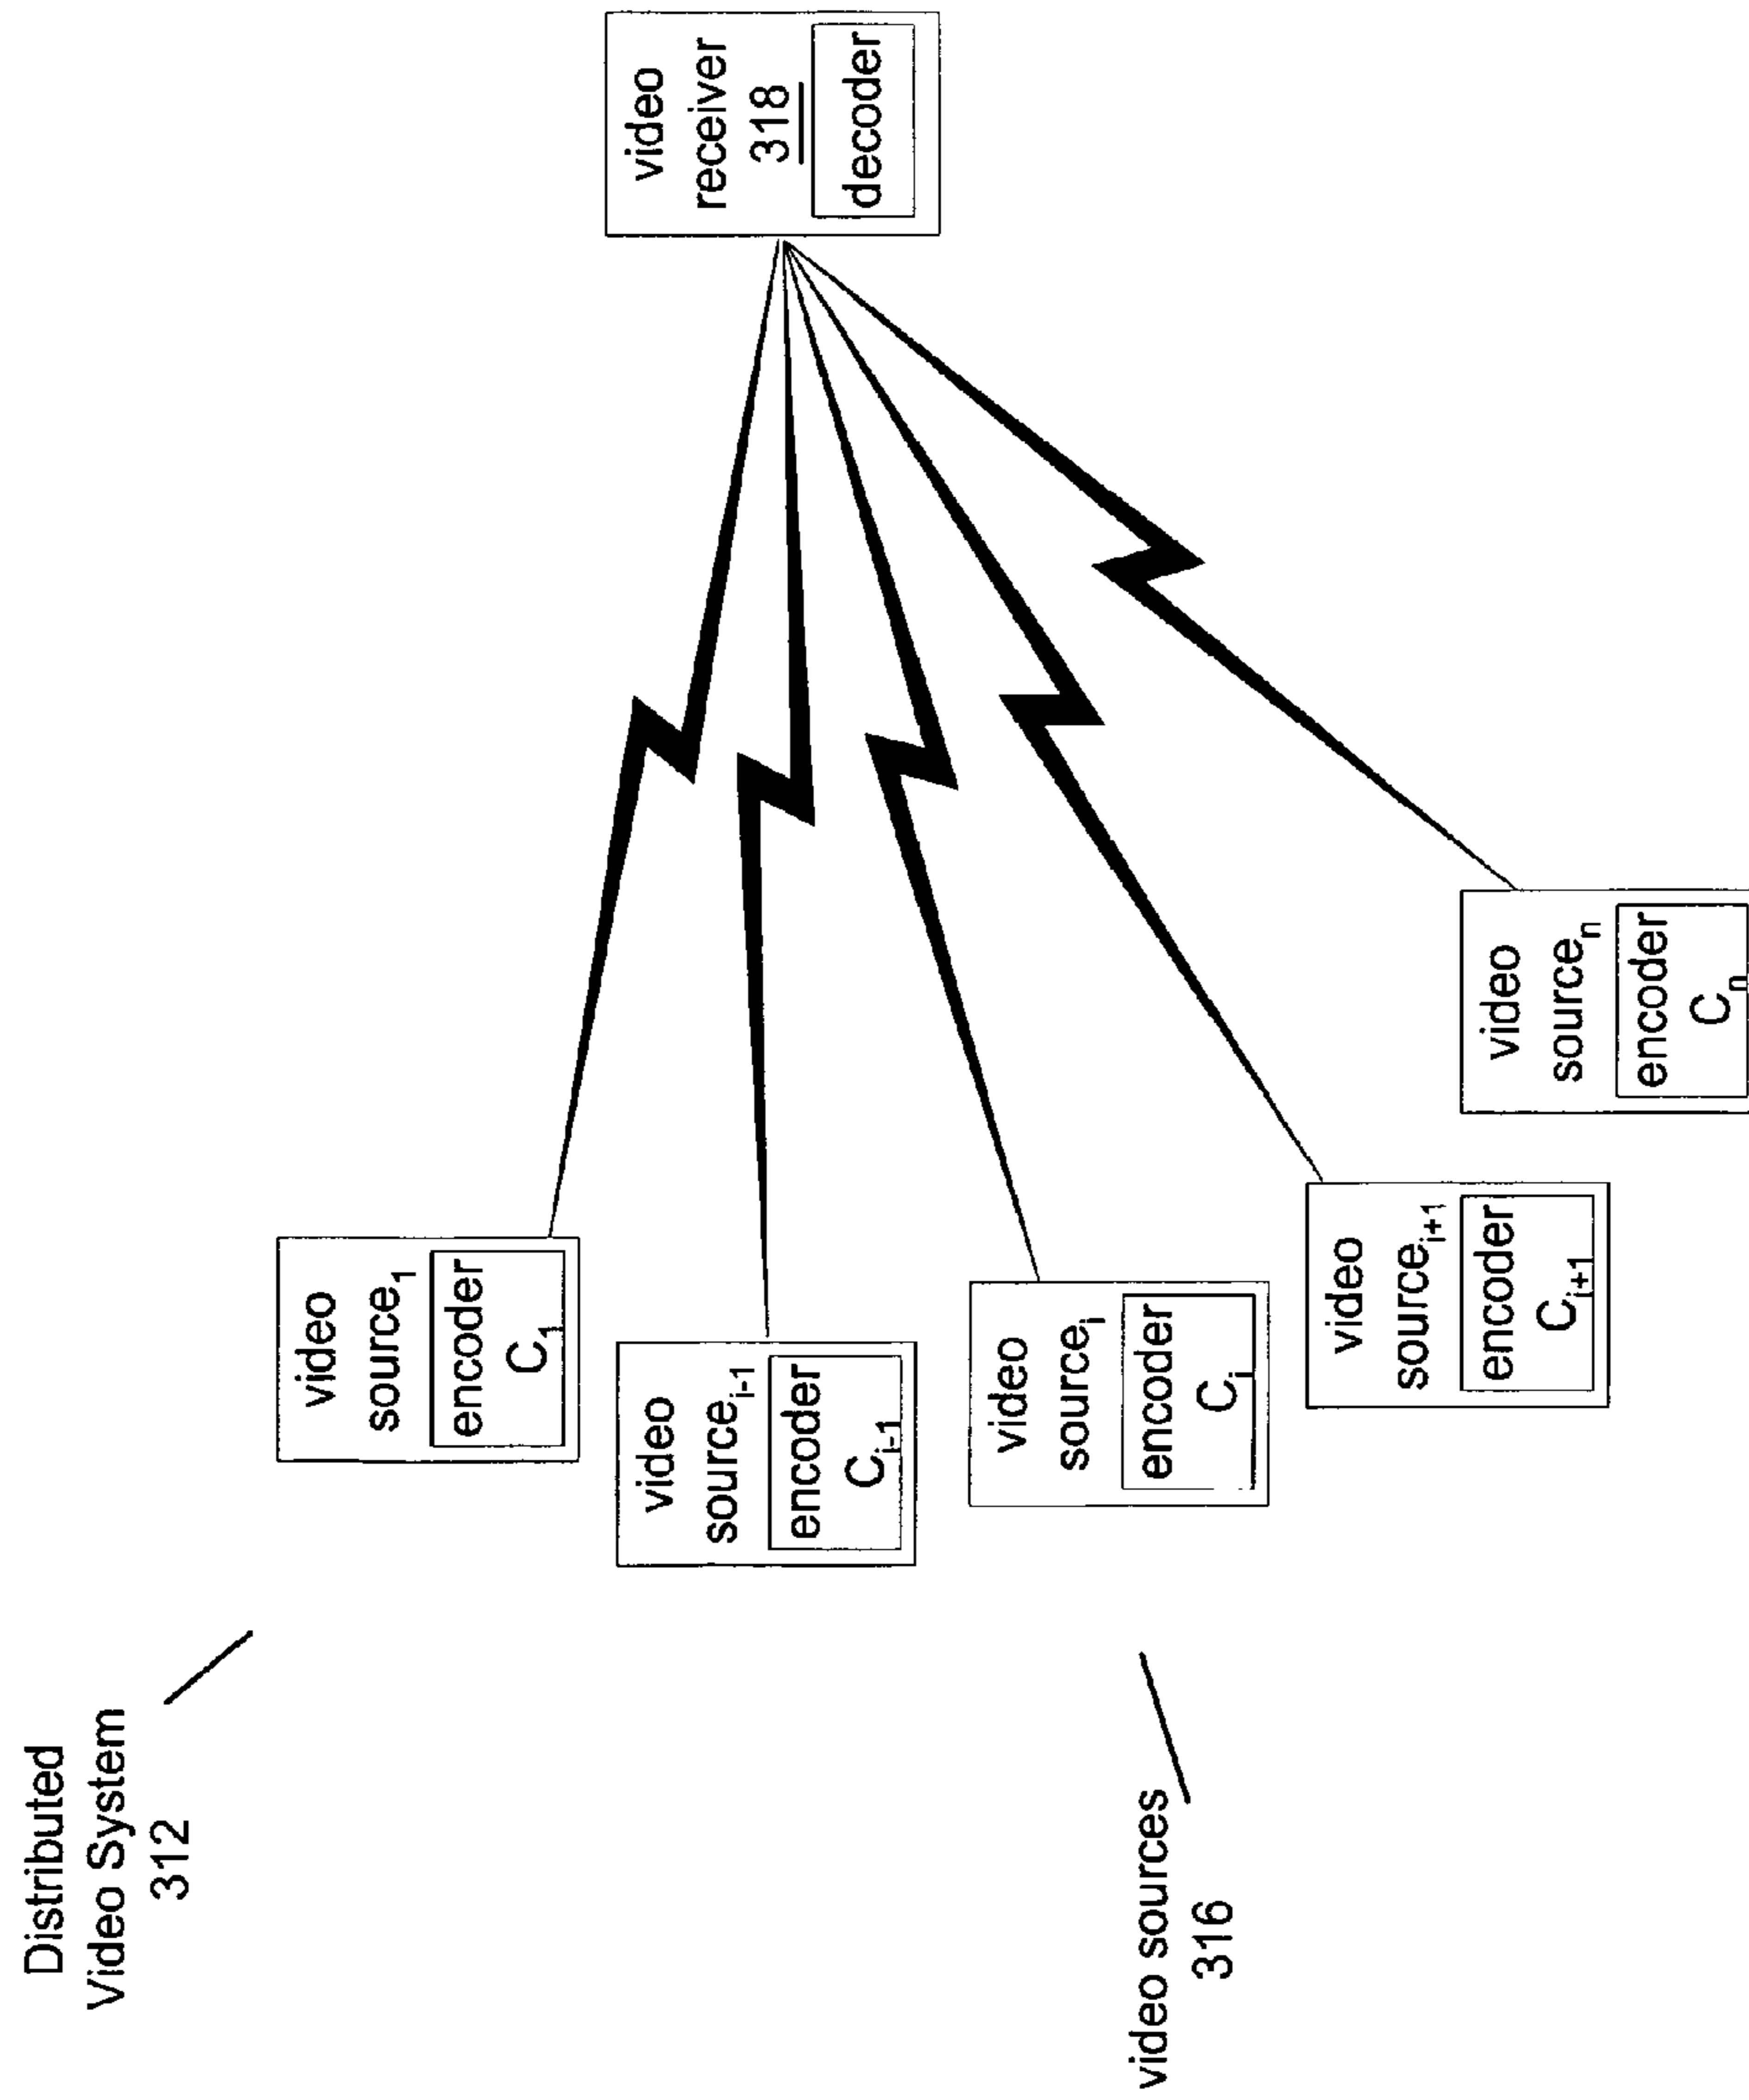 Distributed
Video System
312
video
source₁
encoder
C₁
video
sourceᵢ₋₁
encoder
Cᵢ₋₁
video
sourceᵢ
encoder
Cᵢ
video
sourceᵢ₊₁
encoder
Cᵢ₊₁
video
sourceₙ
encoder
Cₙ
video
receiver
318
decoder
video sources
316